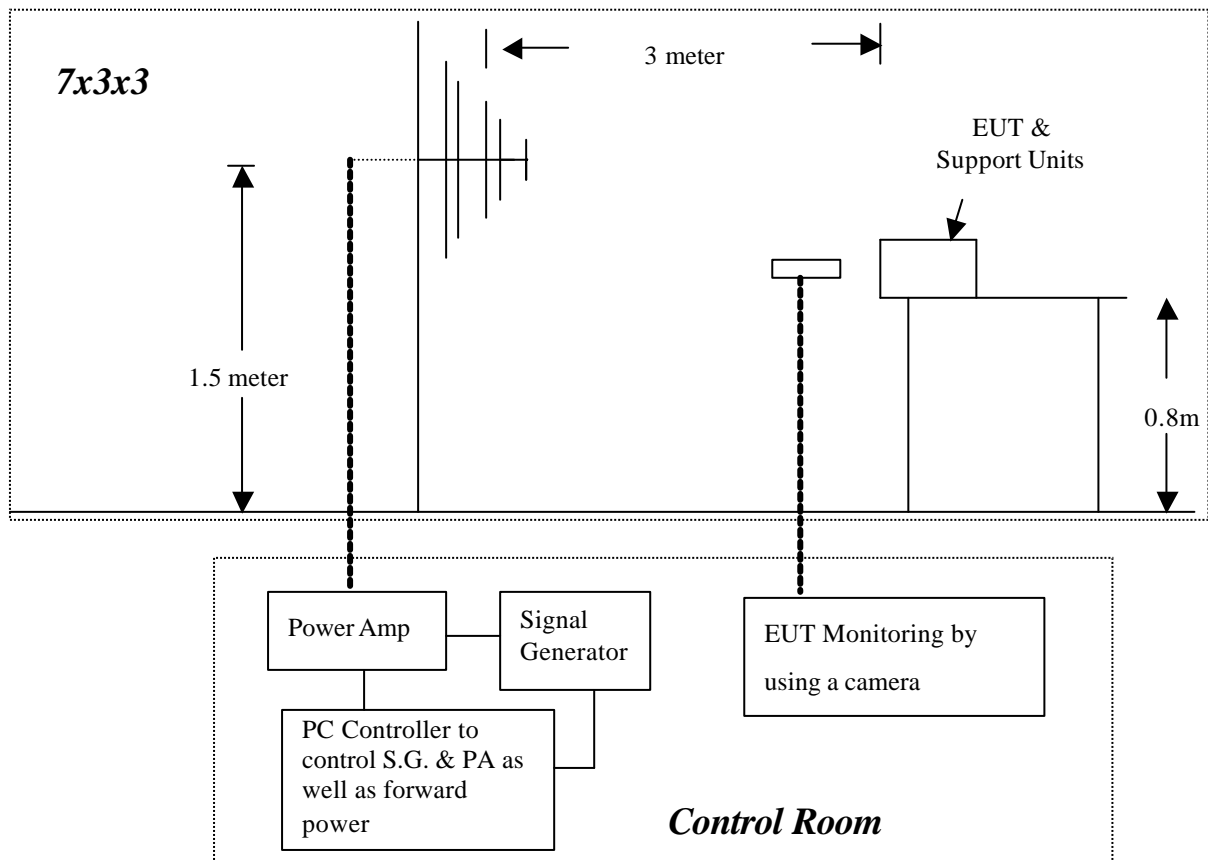 3 meter
7x3x3
EUT &
Support Units
1.5 meter
0.8m
Power Amp
Signal
Generator
EUT Monitoring by
using a camera
PC Controller to
control S.G. & PA as
well as forward
power
Control Room